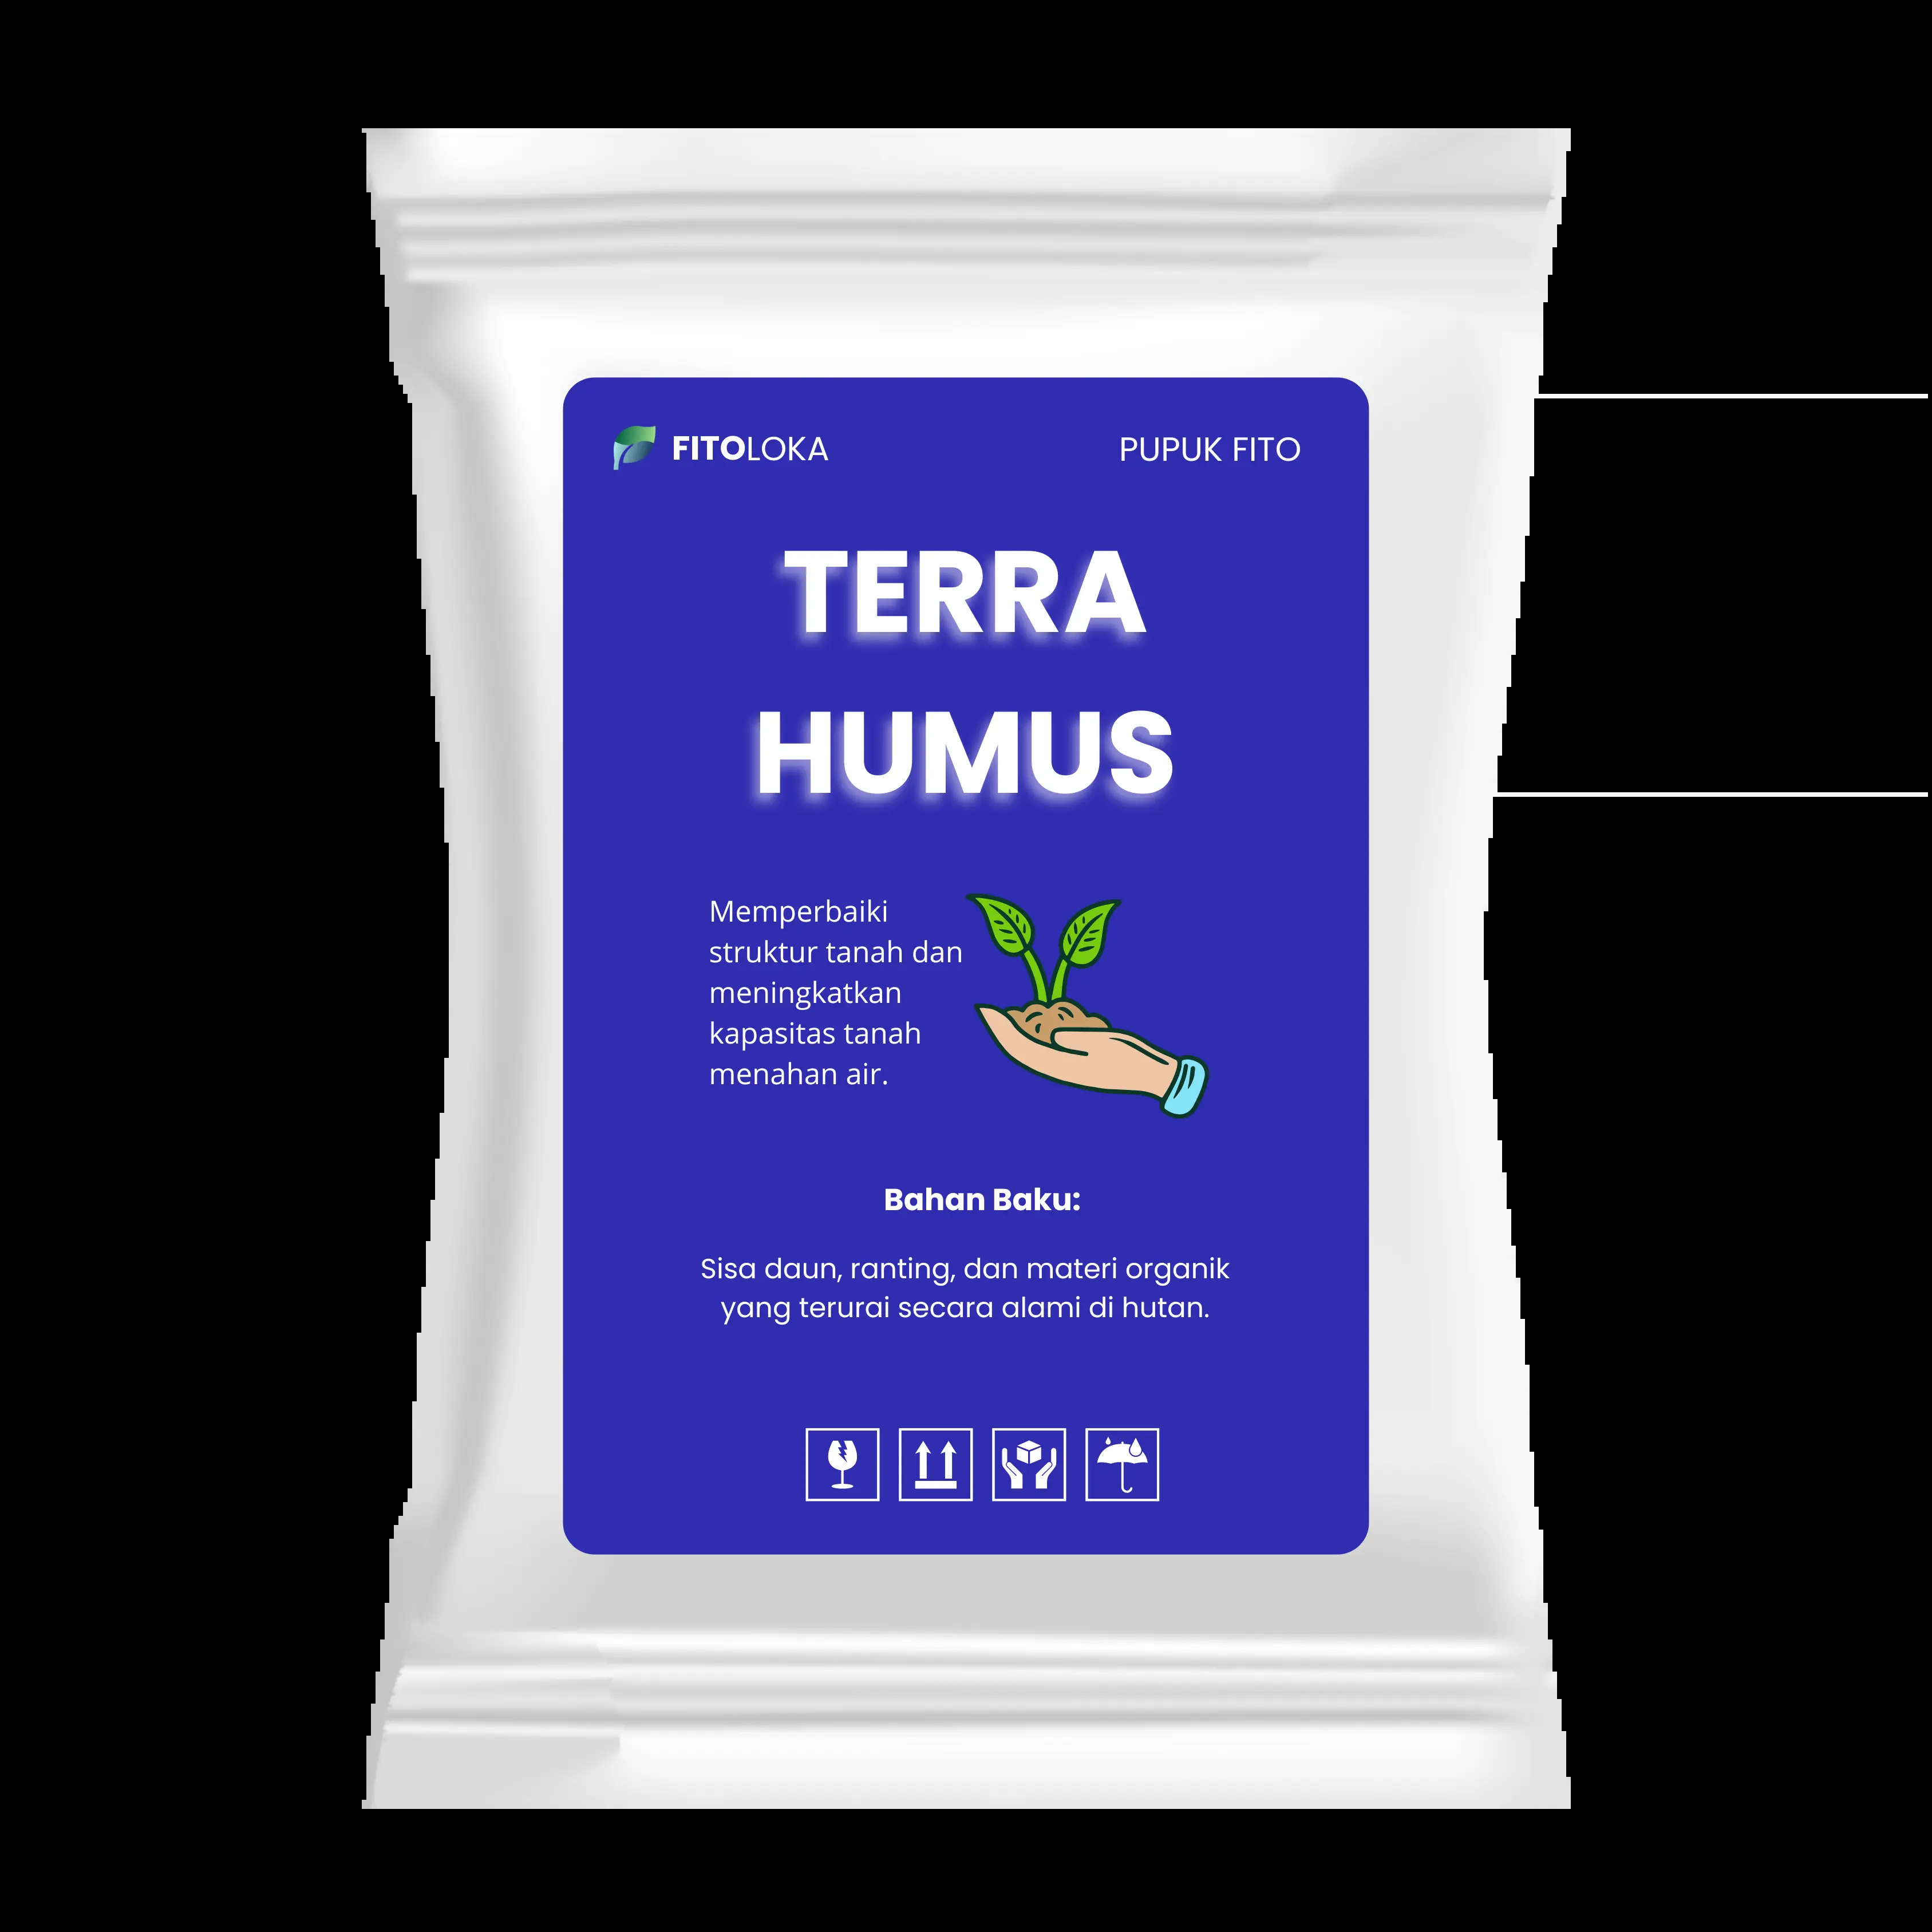 FITOLOKA
PUPUK FITO
TERRA
HUMUS
Memperbaiki
struktur tanah dan
meningkatkan
kapasitas tanah
menahan air.
Bahan Baku:
Sisa daun, ranting, dan materi organik
yang terurai secara alami di hutan.